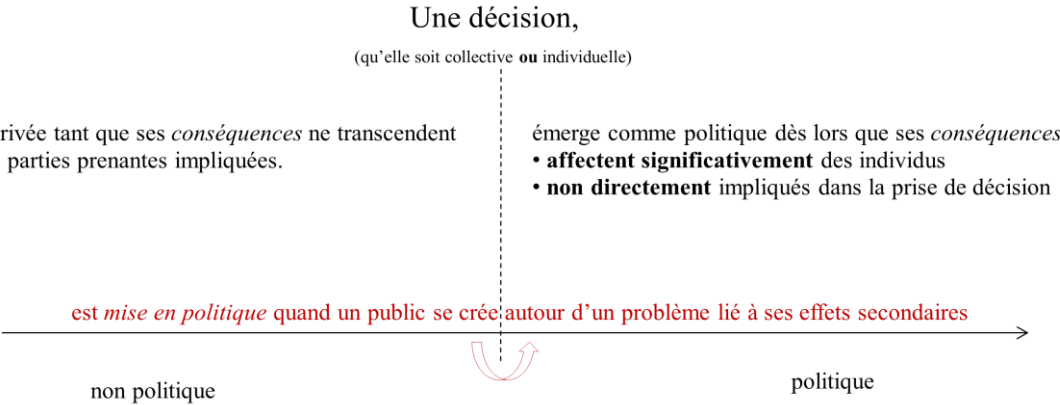 Une décision,
(qu'elle soit collective ou individuelle)
rivée tant que ses conséquences ne transcendent
parties prenantes impliquées.
émerge comme politique dès lors que ses conséquences
• affectent significativement des individus
• non directement impliqués dans la prise de décision
est mise en politique quand un public se crée autour d'un problème lié à ses effets secondaires
non politique
politique